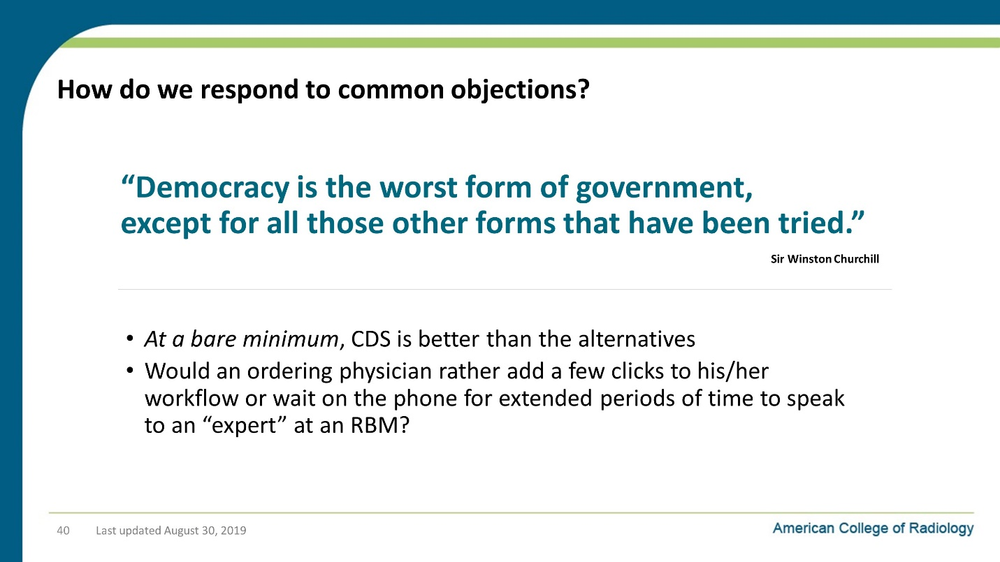 How do we respond to common objections?
“Democracy is the worst form of government,
except for all those other forms that have been tried.”
Sir Winston Churchill
• At a bare minimum, CDS is better than the alternatives
• Would an ordering physician rather add a few clicks to his/her
workflow or wait on the phone for extended periods of time to speak
to an “expert” at an RBM?
40 Last updated August 30, 2019
American College of Radiology